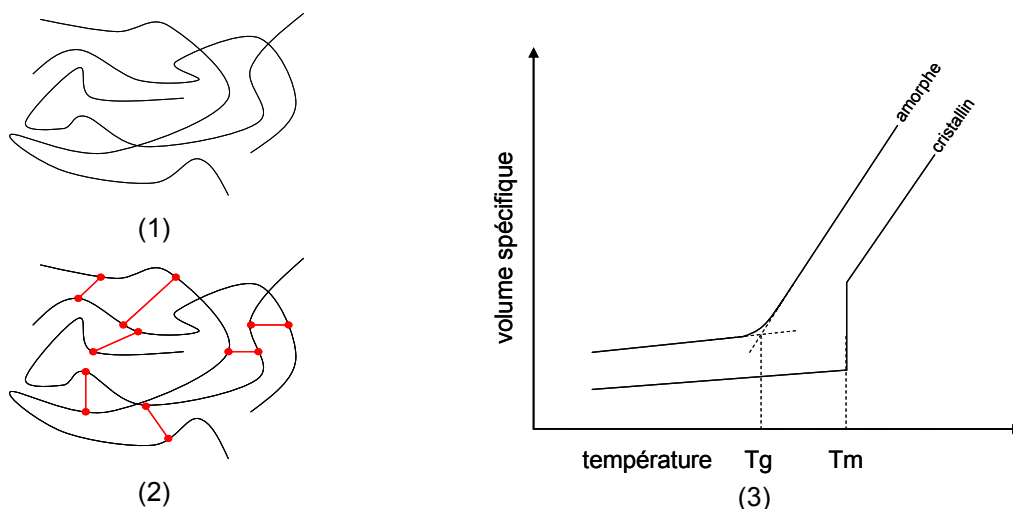 (1)
(2)
volume spécifique
amorphe
cristallin
température Tg Tm
(3)